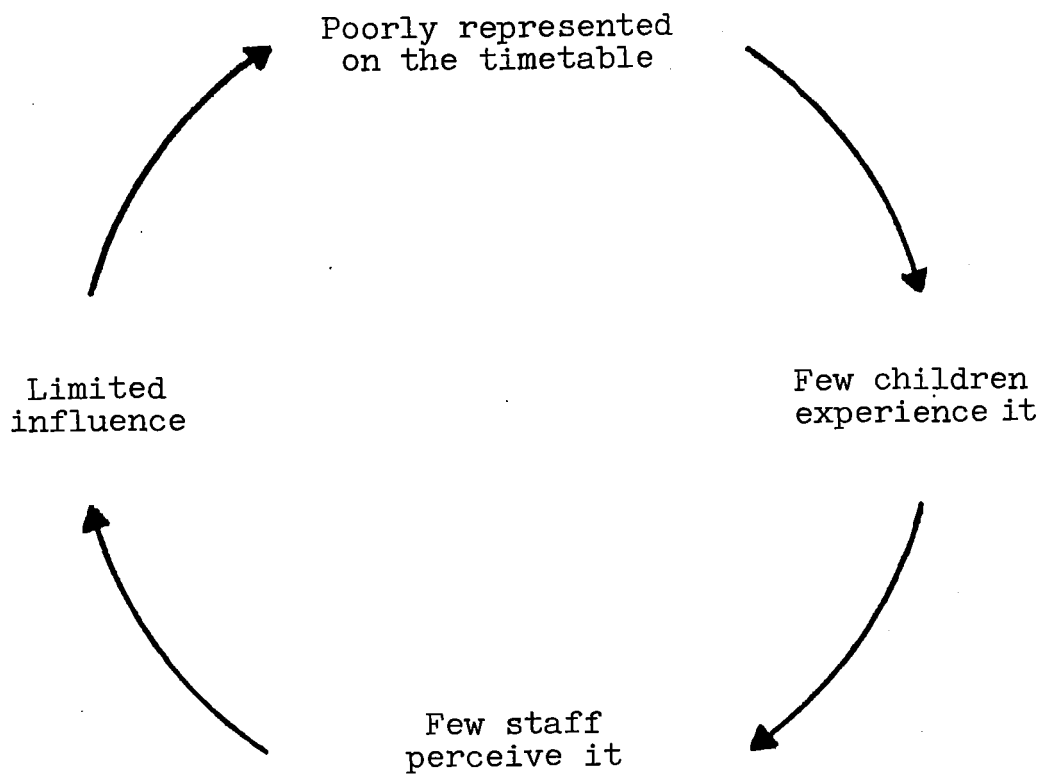 Poorly represented
on the timetable
Few children
experience it
Few staff
perceive it
Limited
influence